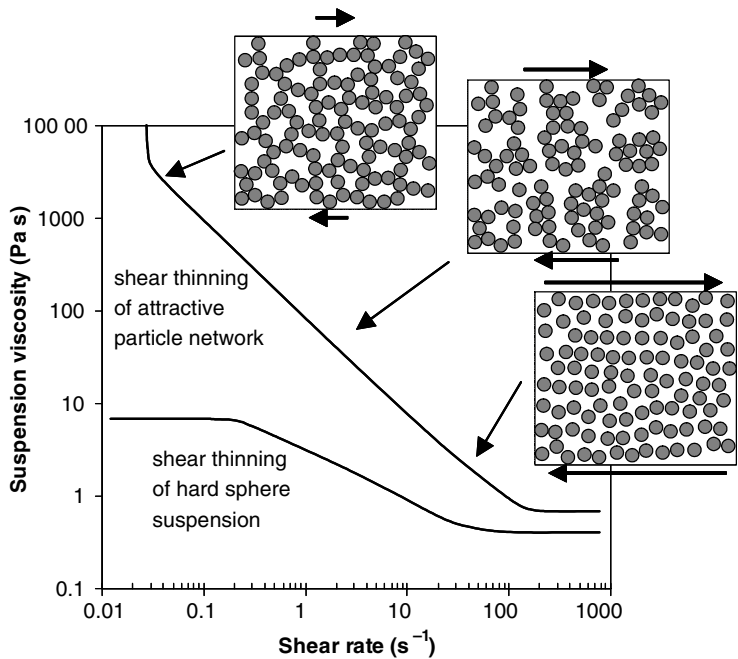 100 00
1000
100
10
1
0.1
Suspension viscosity (Pa s)
shear thinning
of attractive
particle network
shear thinning
of hard sphere
suspension
0.01
0.1
1
10
100
1000
Shear rate (s⁻¹)